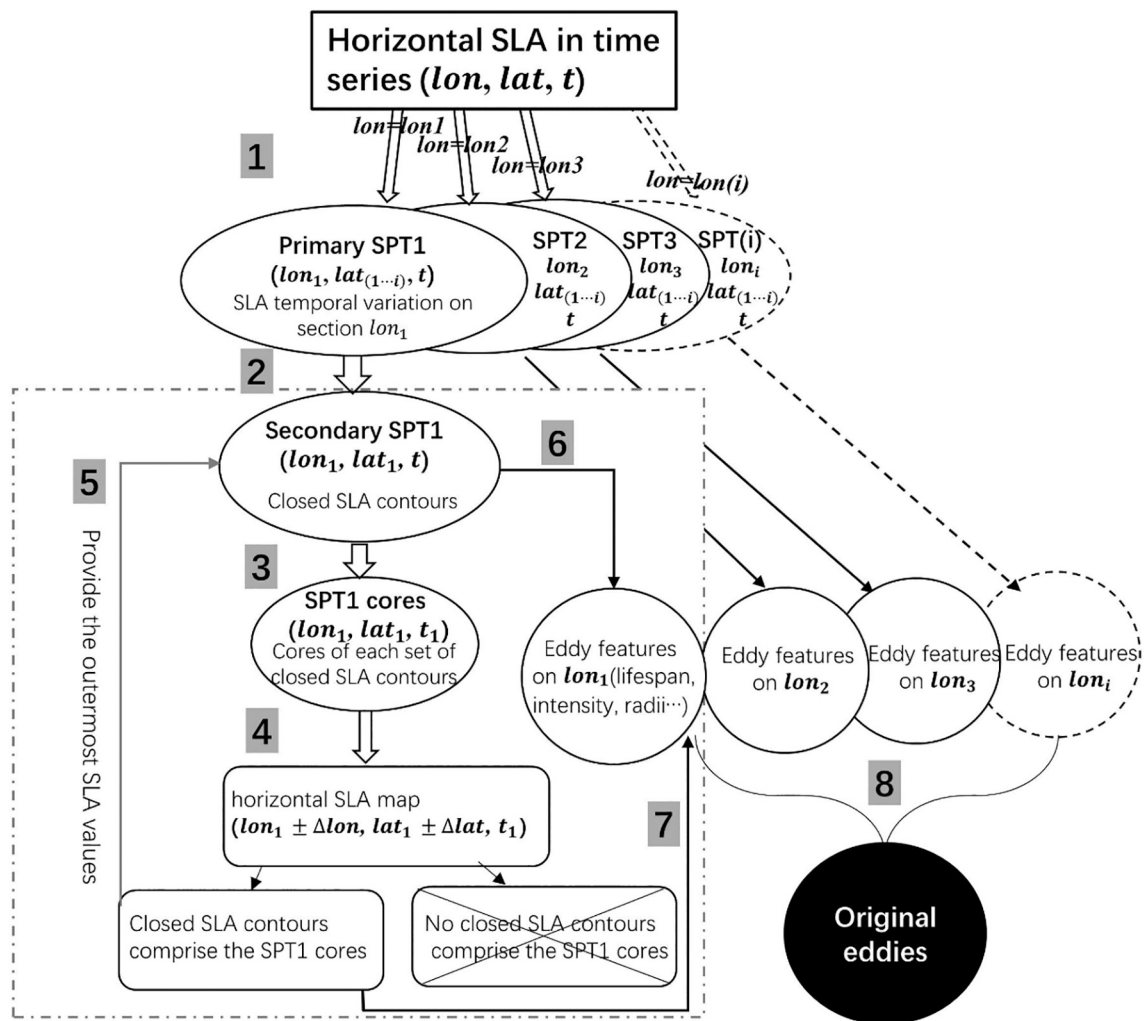 Horizontal SLA in time
series (lon, lat, t)
lon=lon1
lon=lon2
lon=lon3
lon=lon(i)
1
Primary SPT1
(lon₁, lat₍₁…ᵢ₎, t)
SLA temporal variation on
section lon₁
SPT2
lon₂
lat₍₁…ᵢ₎
t
SPT3
lon₃
lat₍₁…ᵢ₎
t
SPT(i)
lonᵢ
lat₍₁…ᵢ₎
t
2
Secondary SPT1
(lon₁, lat₁, t)
Closed SLA contours
6
5
Provide the outermost SLA values
3
SPT1 cores
(lon₁, lat₁, t₁)
Cores of each set of
closed SLA contours
Eddy features
on lon₁(lifespan,
intensity, radii…)
Eddy features
on lon₂
Eddy features
on lon₃
Eddy features
on lonᵢ
4
horizontal SLA map
(lon₁ ± Δlon, lat₁ ± Δlat, t₁)
7
8
Closed SLA contours
comprise the SPT1 cores
No closed SLA contours
comprise the SPT1 cores
Original
eddies